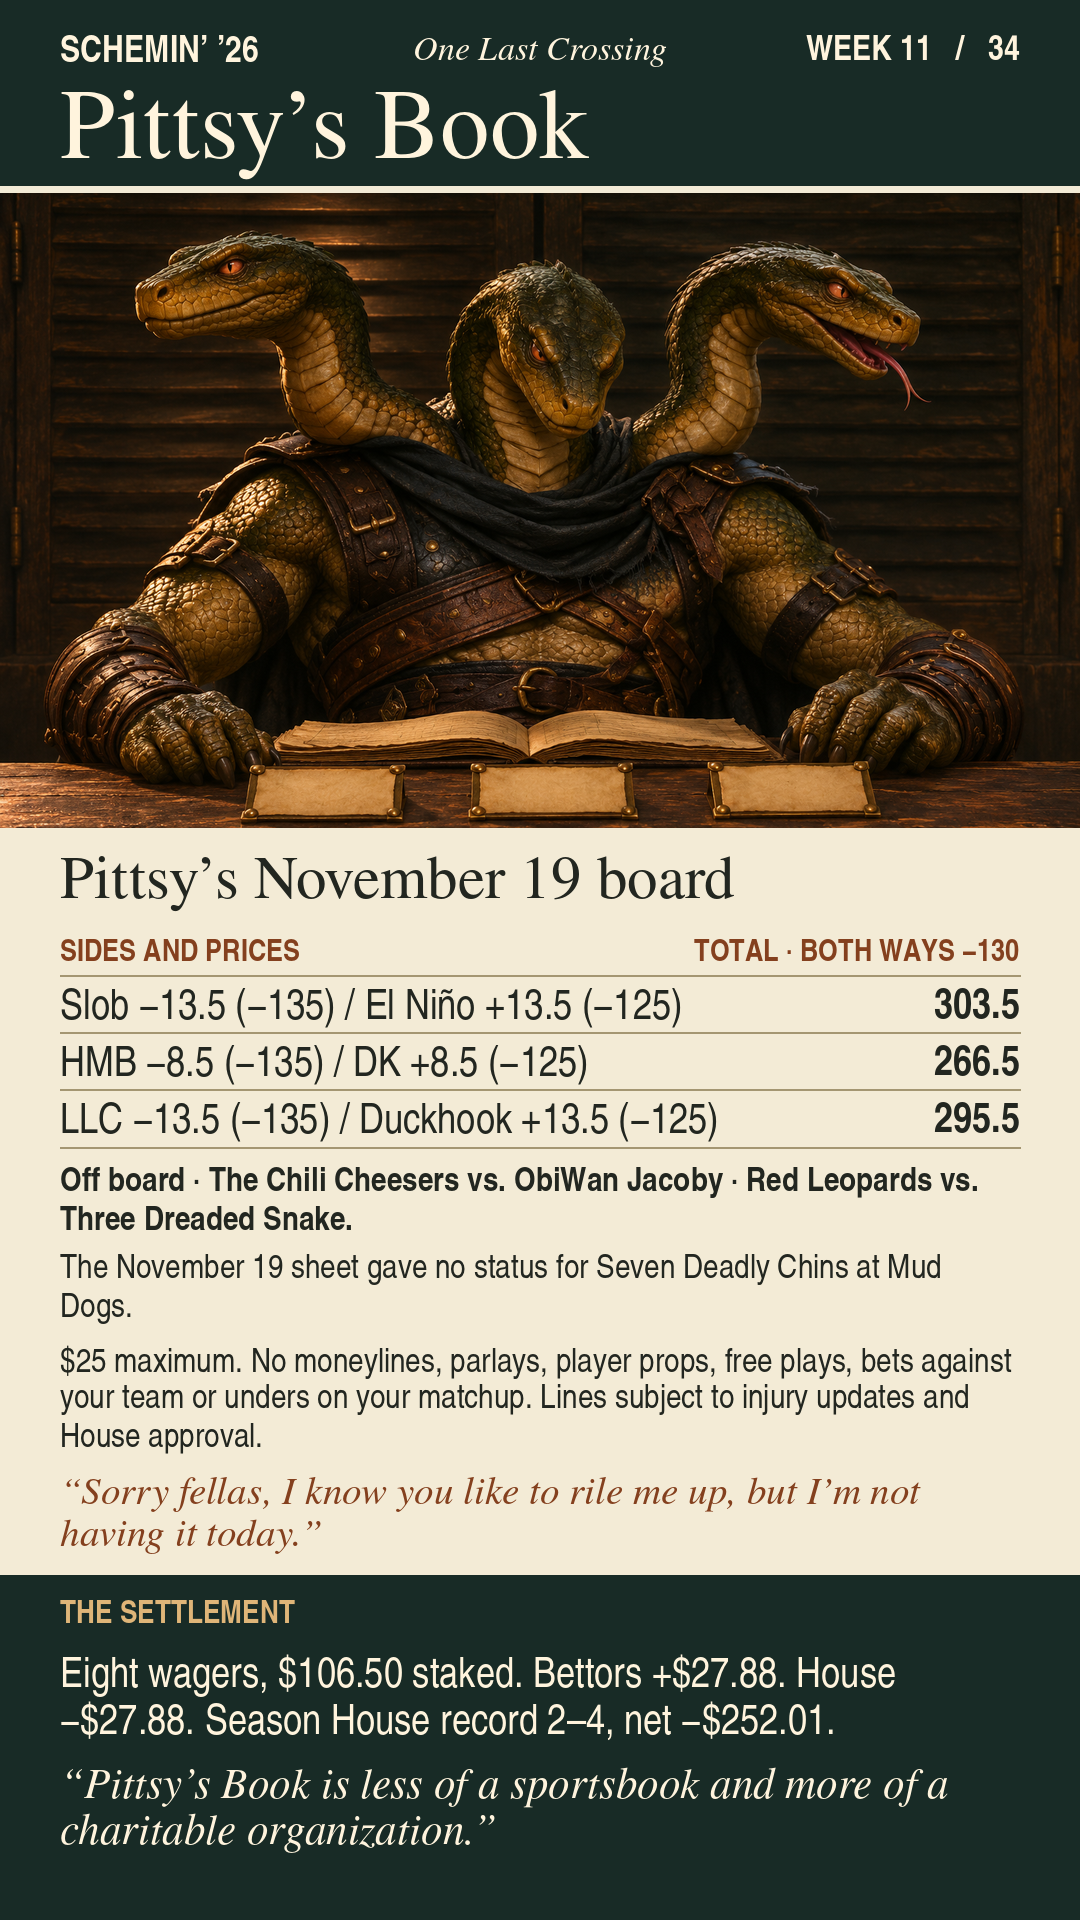 SCHEMIN’ ’26
One Last Crossing
WEEK 11 / 34
Pittsy’s Book
Pittsy’s November 19 board
SIDES AND PRICES
TOTAL · BOTH WAYS −130
Slob −13.5 (−135) / El Niño +13.5 (−125) 303.5
HMB −8.5 (−135) / DK +8.5 (−125) 266.5
LLC −13.5 (−135) / Duckhook +13.5 (−125) 295.5
Off board · The Chili Cheesers vs. ObiWan Jacoby · Red Leopards vs.
Three Dreaded Snake.
The November 19 sheet gave no status for Seven Deadly Chins at Mud
Dogs.
$25 maximum. No moneylines, parlays, player props, free plays, bets against
your team or unders on your matchup. Lines subject to injury updates and
House approval.
“Sorry fellas, I know you like to rile me up, but I’m not
having it today.”
THE SETTLEMENT
Eight wagers, $106.50 staked. Bettors +$27.88. House
−$27.88. Season House record 2–4, net −$252.01.
“Pittsy’s Book is less of a sportsbook and more of a
charitable organization.”